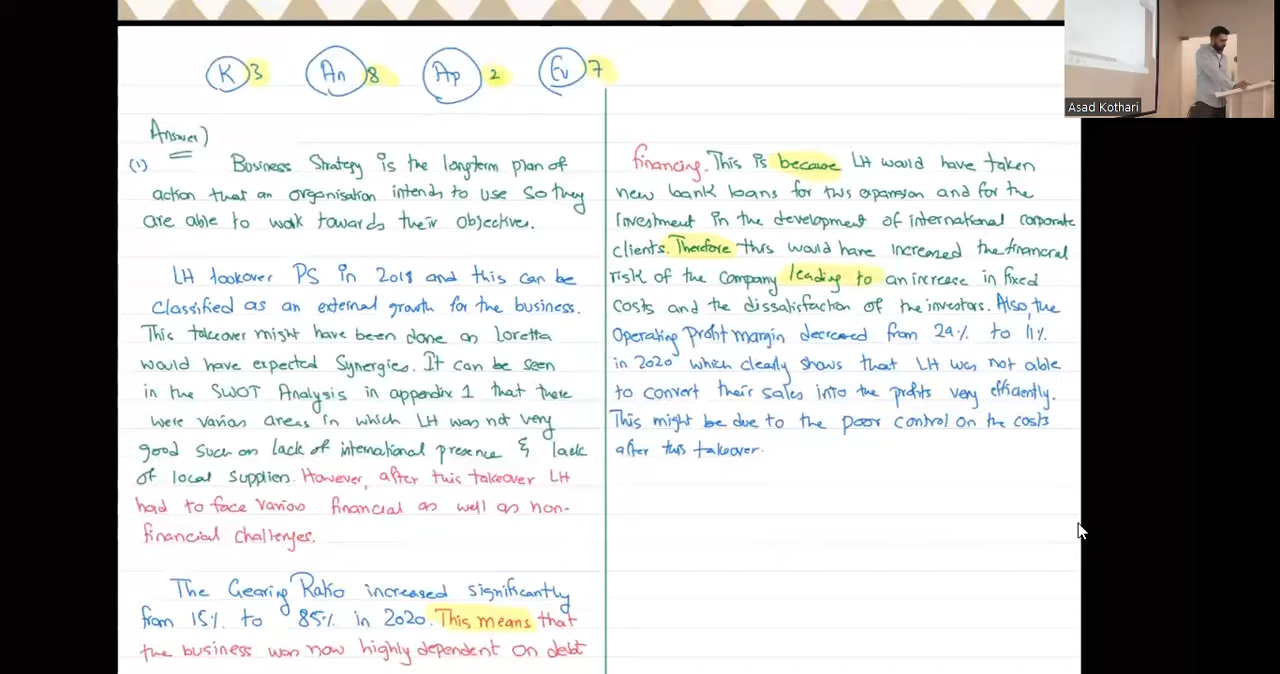 K 3 An 8 Ap 2 Ev 7
Asad Kothari
Answer)
(1) Business Strategy is the longterm plan of
action that an organisation intends to use so they
are able to work towards their objectives.
LH tookover PS in 2018 and this can be
classified as an external growth for the business.
This takeover might have been done as Loretta
would have expected synergies. It can be seen
in the SWOT Analysis in appendix 1 that there
were various areas in which LH was not very
good such as lack of international presence & lack
of local suppliers. However, after this takeover LH
had to face various financial as well as non-
financial challenges.
The Gearing Ratio increased significantly
from 15% to 85% in 2020. This means that
the business was now highly dependent on debt
financing. This is because LH would have taken
new bank loans for this expansion and for the
investment in the development of international corporate
clients. Therefore this would have increased the financial
risk of the company leading to an increase in fixed
costs and the dissatisfaction of the investors. Also, the
Operating Profit margin decreased from 24% to 11%
in 2020 which clearly shows that LH was not able
to convert their sales into the profits very efficiently.
This might be due to the poor control on the costs
after this takeover.